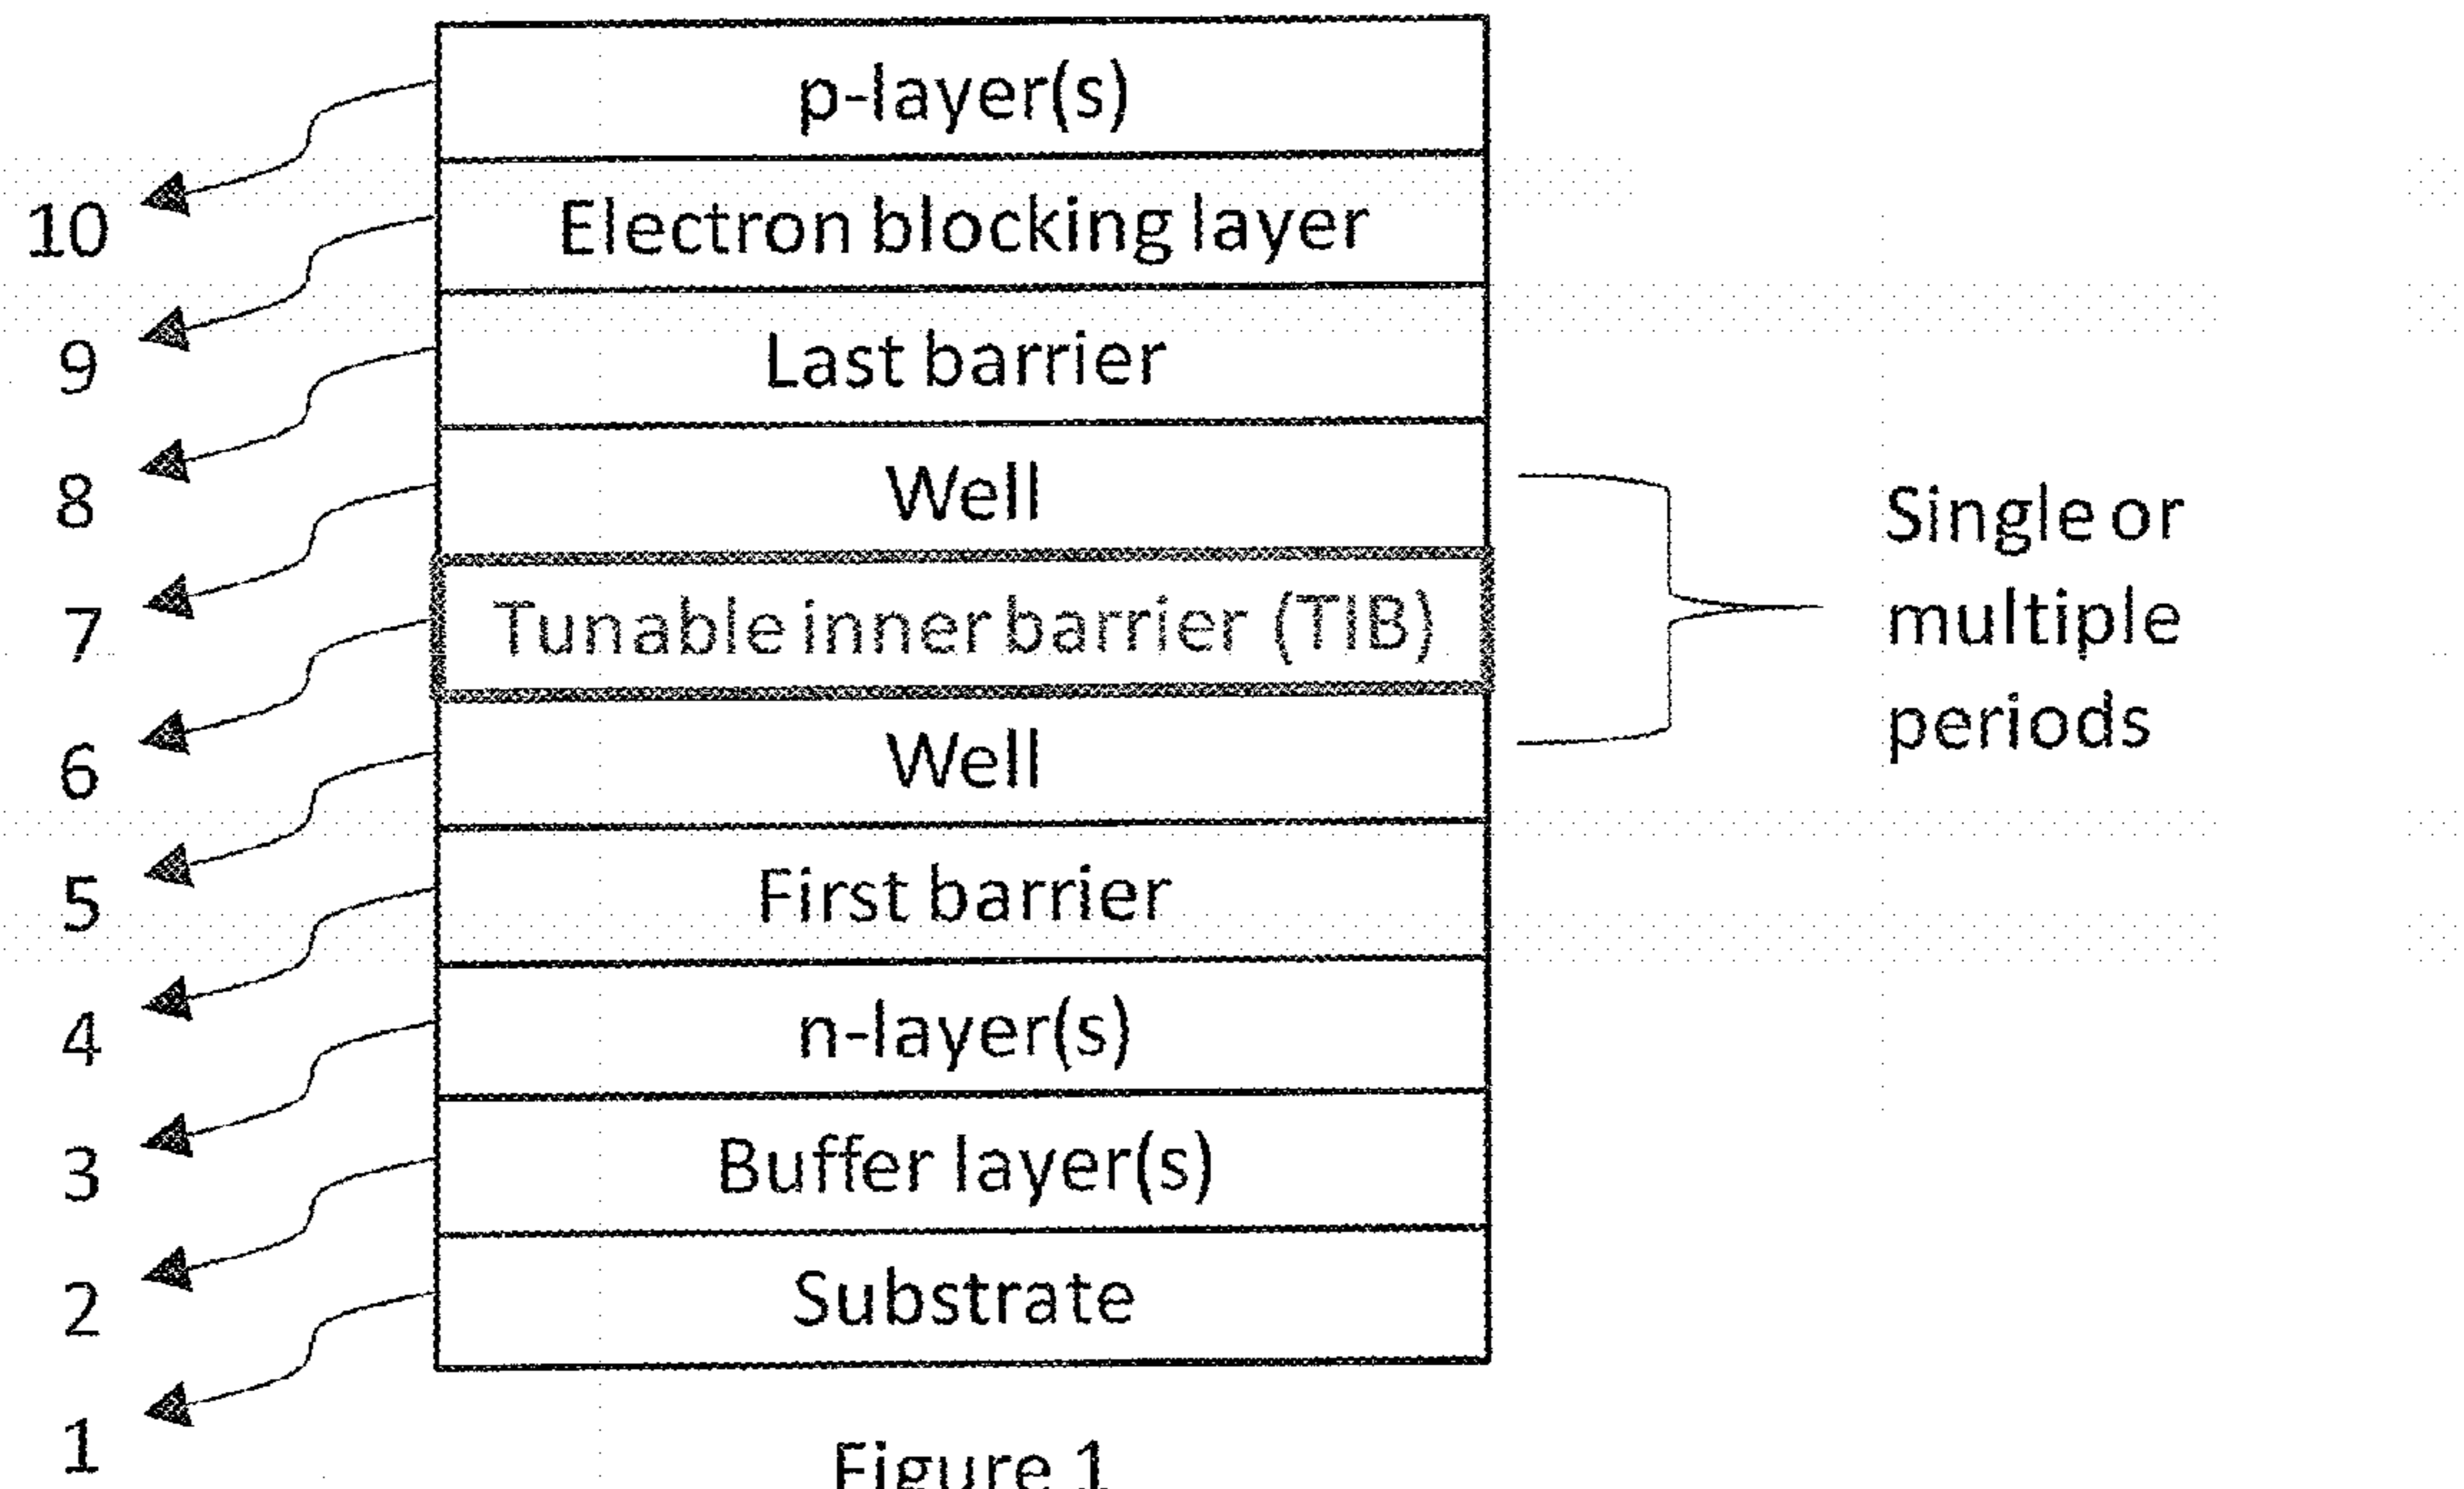 p-layer(s)
10
Electron blocking layer
9
Last barrier
8
Well
7
Tunable inner barrier (TIB)
6
Well
5
First barrier
4
n-layer(s)
3
Buffer layer(s)
2
Substrate
1
Single or
multiple
periods
Figure 1